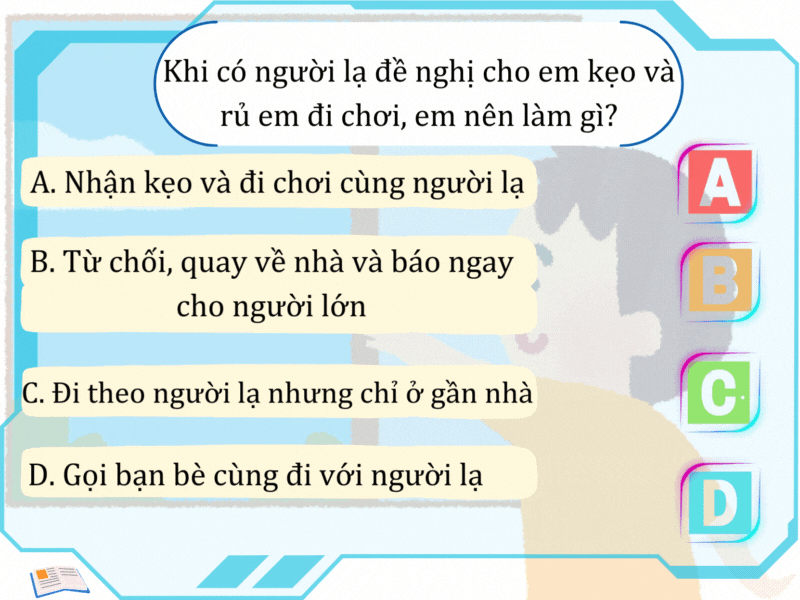 Khi có người lạ đề nghị cho em kẹo và
rủ em đi chơi, em nên làm gì?
A. Nhận kẹo và đi chơi cùng người lạ
A
B. Từ chối, quay về nhà và báo ngay
cho người lớn
B
C. Đi theo người lạ nhưng chỉ ở gần nhà
C
D. Gọi bạn bè cùng đi với người lạ
D